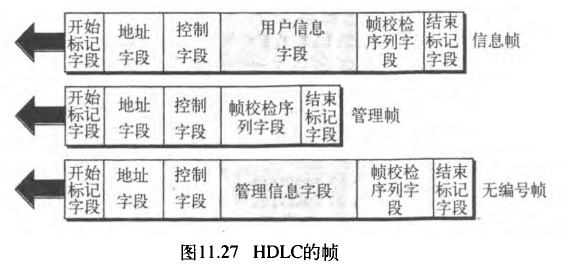 开始
标记
字段
地址
字段
控制
字段
用户信息
字段
帧校检
序列字
段
结束
标记
字段
信息帧
开始
标记
字段
地址
字段
控制
字段
帧校检序
列字段
结束
标记
字段
管理帧
开始
标记
字段
地址
字段
控制
字段
管理信息字段
帧校检
序列字
段
结束
标记
字段
无编号帧
图11.27 HDLC的帧